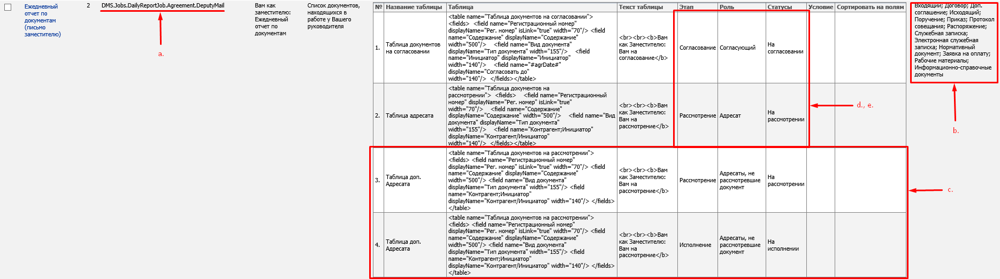 Ежедневный
отчет по
документам
(письмо
заместителю)
2
DMS.Jobs.DailyReportJob.Agreement.DeputyMail
a.
Вам как
заместителю:
Ежедневный
отчет по
документам
Список документов,
находящихся в
работе у Вашего
руководителя
№ Название таблицы Таблица Текст таблицы Этап Роль Статусы Условие Сортировать на полям
1.
Таблица документов
на согласовании
<table name="Таблица документов на согласовании">
<fields> <field name="Регистрационный номер"
displayName="Рег. номер" isLink="true" width="70"/> <field
name="Содержание" displayName="Содержание"
width="500"/> <field name="Вид документа"
displayName="Тип документа" width="155"/> <field
name="Инициатор" displayName="Инициатор"
width="140"/> <field name="#agrDate#"
displayName="Согласовать до"
width="140"/> </fields></table>
<br><br><b>Вам
как Заместителю:
Вам на
согласование</b>
Согласование
Согласующий
На
согласовании
2.
Таблица адресата
<table name="Таблица документов на
рассмотрении"> <fields> <field name="Регистрационный
номер" displayName="Рег. номер" isLink="true"
width="70"/> <field name="Содержание"
displayName="Содержание" width="500"/> <field name="Вид
документа" displayName="Тип документа"
width="155"/> <field name="Контрагент;Инициатор"
displayName="Контрагент/Инициатор"
width="140"/> </fields></table>
<br><br><b>Вам
как Заместителю:
Вам на
рассмотрение</b>
Рассмотрение
Адресат
На
рассмотрении
3.
Таблица доп.
Адресата
<table name="Таблица документов на рассмотрении">
<fields> <field name="Регистрационный номер"
displayName="Рег. номер" isLink="true" width="70"/> <field
name="Содержание" displayName="Содержание"
width="500"/> <field name="Вид документа"
displayName="Тип документа" width="155"/> <field
name="Контрагент;Инициатор"
displayName="Контрагент/Инициатор" width="140"/> </fields>
</table>
<br><br><b>Вам
как Заместителю:
Вам на
рассмотрение</b>
Рассмотрение
Адресаты, не
рассмотревшие
документ
На
рассмотрении
4.
Таблица доп.
Адресата
<table name="Таблица документов на рассмотрении">
<fields> <field name="Регистрационный номер"
displayName="Рег. номер" isLink="true" width="70"/> <field
name="Содержание" displayName="Содержание"
width="500"/> <field name="Вид документа"
displayName="Тип документа" width="155"/> <field
name="Контрагент;Инициатор"
displayName="Контрагент/Инициатор" width="140"/> </fields>
</table>
<br><br><b>Вам
как Заместителю:
Вам на
рассмотрение</b>
Исполнение
Адресаты, не
рассмотревшие
документ
На
исполнении
Входящий; Договор; Доп.
соглашение; Исходящий;
Поручение; Приказ; Протокол
совещания; Распоряжение;
Служебная записка;
Электронная служебная
записка; Нормативный
документ; Заявка на оплату;
Рабочие материалы;
Информационно-справочные
документы
d., e.
b.
c.